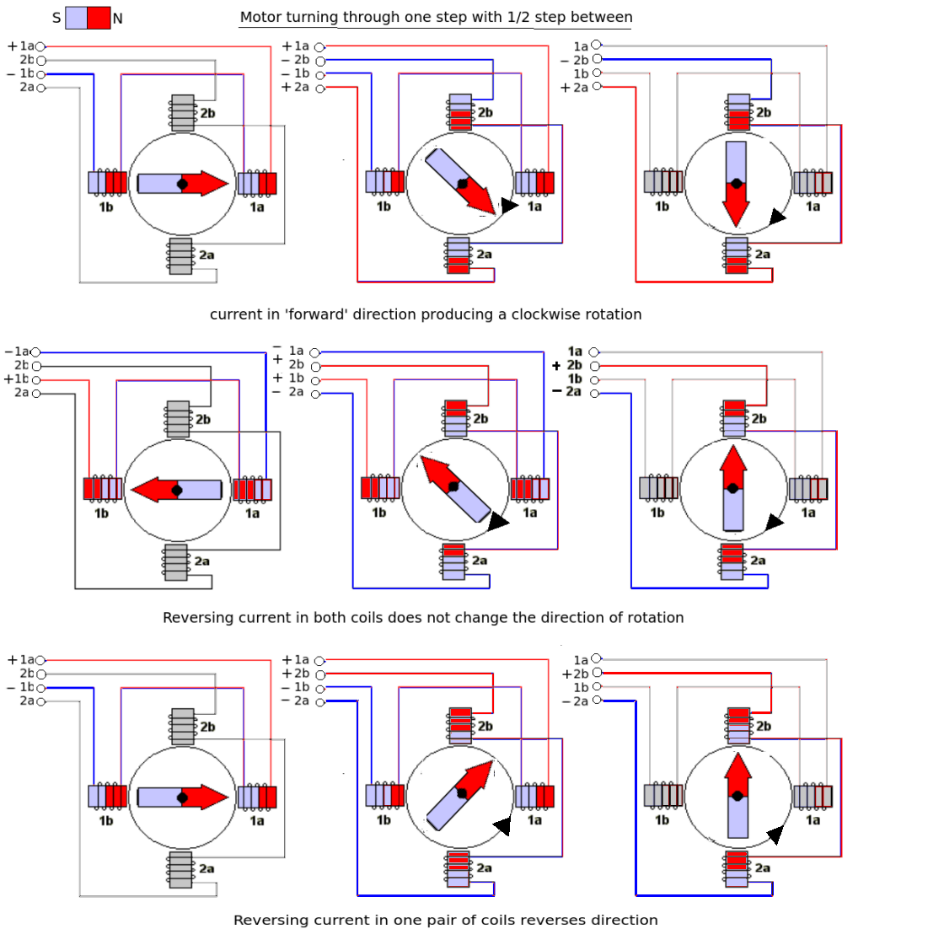 S N Motor turning through one step with 1/2 step between
+ 1a + 1a 1a
2b - 2b - 2b
- 1b - 1b 1b
2a + 2a + 2a
2b 2b 2b
1b 1a 1b 1a 1b 1a
2a 2a 2a
current in 'forward' direction producing a clockwise rotation
-1a - 1a 1a
2b + 2b + 2b
+1b + 1b 1b
2a - 2a - 2a
2b 2b 2b
1b 1a 1b 1a 1b 1a
2a 2a 2a
Reversing current in both coils does not change the direction of rotation
+ 1a + 1a 1a
2b +2b +2b
- 1b - 1b 1b
2a - 2a - 2a
2b 2b 2b
1b 1a 1b 1a 1b 1a
2a 2a 2a
Reversing current in one pair of coils reverses direction